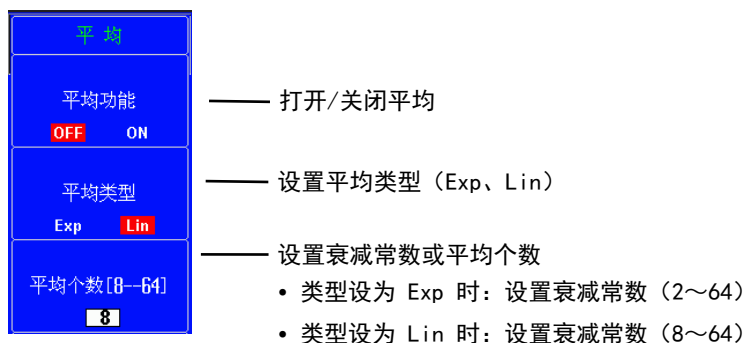 平 均
平均功能
OFF ON
打开/关闭平均
平均类型
Exp Lin
设置平均类型（Exp、Lin）
平均个数[8--64]
8
设置衰减常数或平均个数
• 类型设为 Exp 时：设置衰减常数（2～64）
• 类型设为 Lin 时：设置衰减常数（8～64）